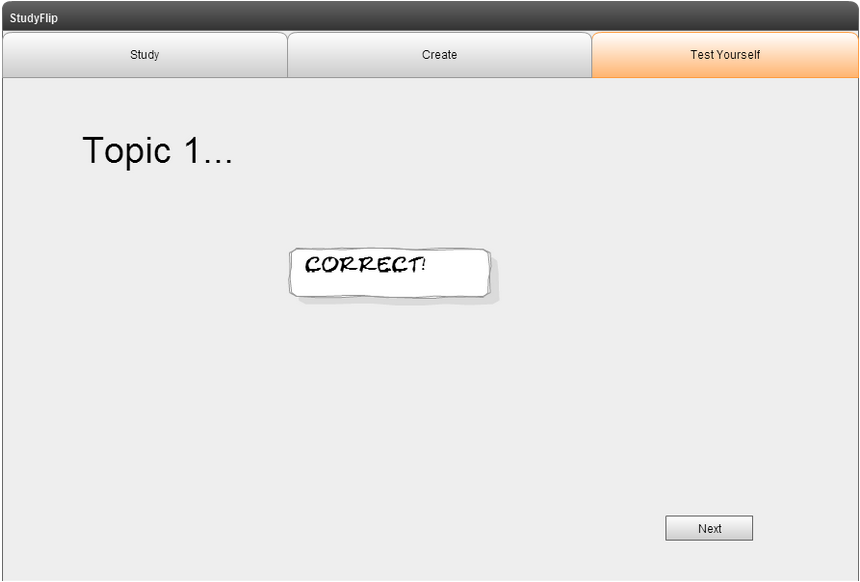 StudyFlip
Study Create Test Yourself
Topic 1...
CORRECT!
Next